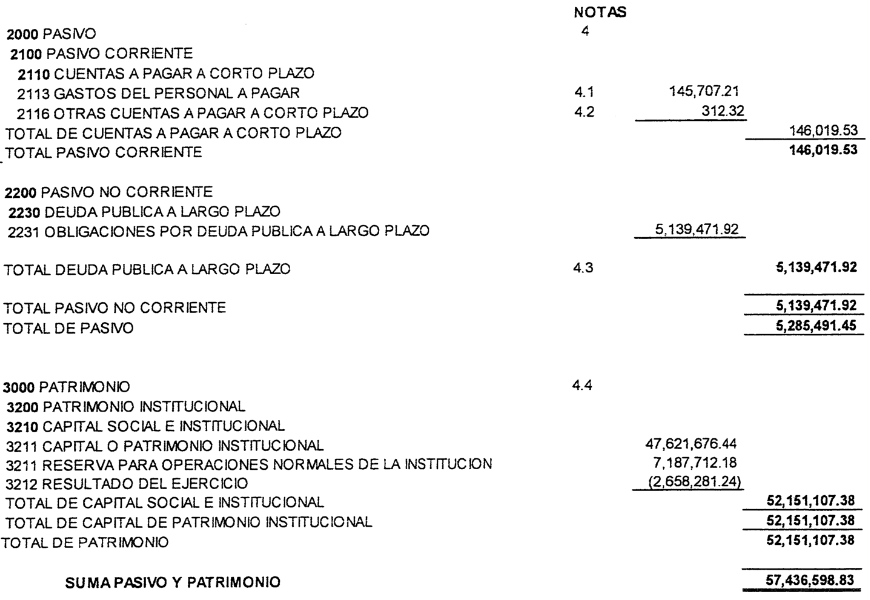 NOTAS
2000 PASIVO 4
2100 PASIVO CORRIENTE
2110 CUENTAS A PAGAR A CORTO PLAZO
2113 GASTOS DEL PERSONAL A PAGAR 4.1 145,707.21
2116 OTRAS CUENTAS A PAGAR A CORTO PLAZO 4.2 312.32
TOTAL DE CUENTAS A PAGAR A CORTO PLAZO 146,019.53
TOTAL PASIVO CORRIENTE 146,019.53
2200 PASIVO NO CORRIENTE
2230 DEUDA PUBLICA A LARGO PLAZO
2231 OBLIGACIONES POR DEUDA PUBLICA A LARGO PLAZO 5,139,471.92
TOTAL DEUDA PUBLICA A LARGO PLAZO 4.3 5,139,471.92
TOTAL PASIVO NO CORRIENTE 5,139,471.92
TOTAL DE PASIVO 5,285,491.45
3000 PATRIMONIO 4.4
3200 PATRIMONIO INSTITUCIONAL
3210 CAPITAL SOCIAL E INSTITUCIONAL
3211 CAPITAL O PATRIMONIO INSTITUCIONAL 47,621,676.44
3211 RESERVA PARA OPERACIONES NORMALES DE LA INSTITUCION 7,187,712.18
3212 RESULTADO DEL EJERCICIO (2,658,281.24)
TOTAL DE CAPITAL SOCIAL E INSTITUCIONAL 52,151,107.38
TOTAL DE CAPITAL DE PATRIMONIO INSTITUCIONAL 52,151,107.38
TOTAL DE PATRIMONIO 52,151,107.38
SUMA PASIVO Y PATRIMONIO 57,436,598.83